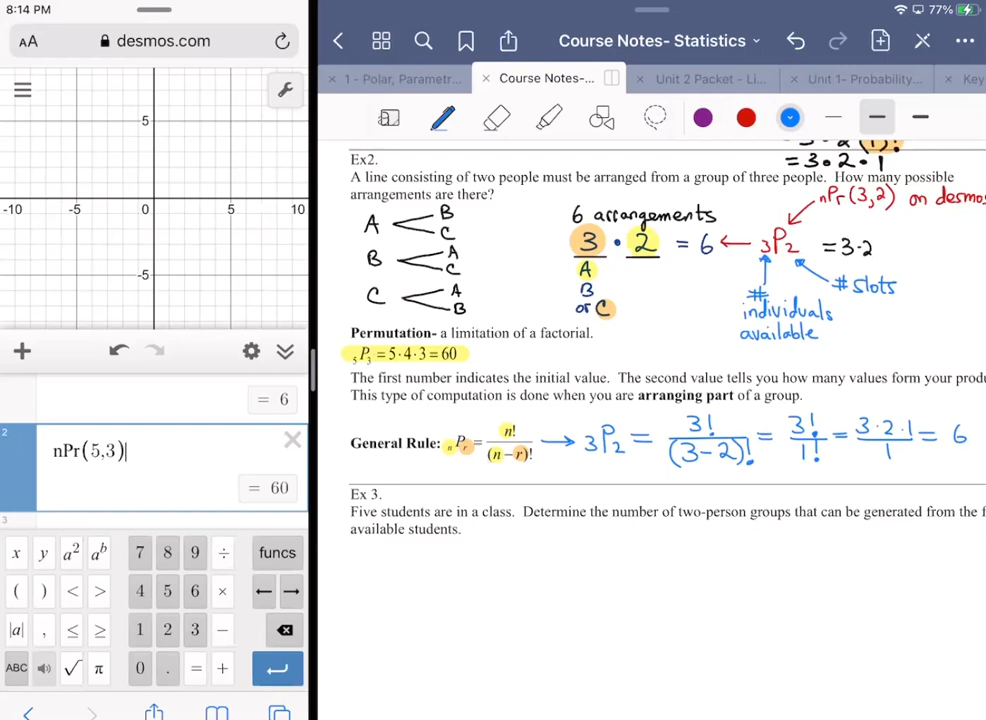 8:14 PM
77%
AA desmos.com
Course Notes- Statistics
1 - Polar, Parametr...
Course Notes-...
Unit 2 Packet - Li...
Unit 1- Probability...
Key
5
-10 -5 0 5 10
-5
= 6
2
nPr(5,3)
= 60
3
x y a² aᵇ 7 8 9 ÷ funcs
( ) < > 4 5 6 × ← →
|a| , ≤ ≥ 1 2 3 −
ABC √ π 0 . = +
= 3 • 2 (1)!
= 3 • 2 • 1
Ex2.
A line consisting of two people must be arranged from a group of three people. How many possible
arrangements are there?
A B C
B A C
C A B
6 arrangements
3 • 2 = 6 ← ₃P₂ = 3·2
A
B
or C
nPr(3,2) on desmos
# individuals available
# slots
Permutation- a limitation of a factorial.
₅P₃ = 5·4·3 = 60
The first number indicates the initial value. The second value tells you how many values form your produ
This type of computation is done when you are arranging part of a group.
General Rule: ₙPᵣ = n!/(n−r)! → ₃P₂ = 3!/(3−2)! = 3!/1! = 3·2·1/1 = 6
Ex 3.
Five students are in a class. Determine the number of two-person groups that can be generated from the f
available students.